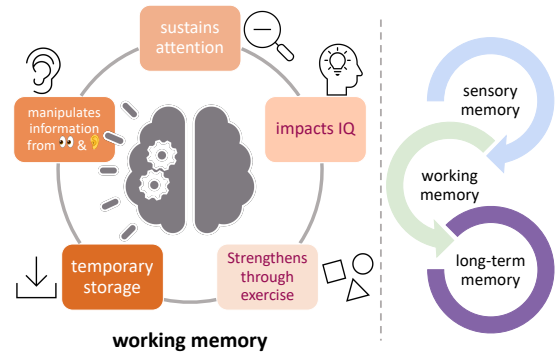 sustains
attention
manipulates
information
from 👀 & 👂
impacts IQ
temporary
storage
Strengthens
through
exercise
working memory
sensory
memory
working
memory
long-term
memory